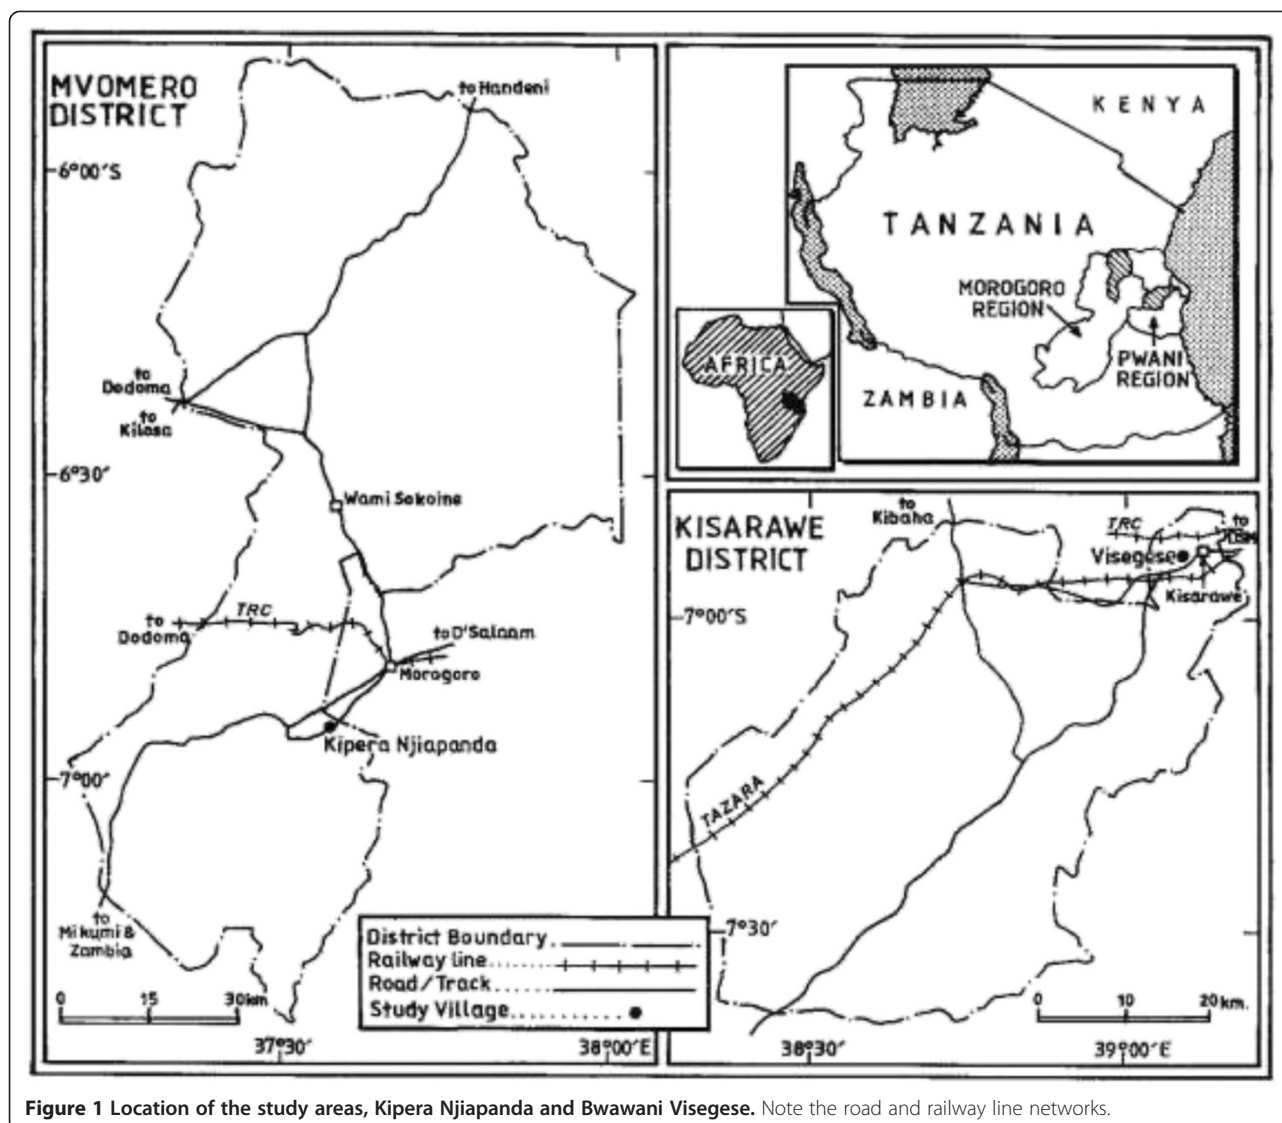 MVOMERO
DISTRICT
to Handeni
6°00'S
to
Dodoma
to
Kilosa
6°30'
Wami Sokoine
TRC
to
Dodoma
to D'Salaam
Morogoro
Kipera Njiapanda
7°00'
to
Mikumi &
Zambia
0 15 30km
37°30'
38°00'E
District Boundary
Railway line
Road/Track
Study Village
KENYA
TANZANIA
MOROGORO
REGION
PWANI
REGION
AFRICA
ZAMBIA
KISARAWE
DISTRICT
to
Kibaha
TRC
to
Visegese
Kisarawe
7°00'S
TAZARA
7°30'
0 10 20 km.
38°30'
39°00'E
Figure 1 Location of the study areas, Kipera Njiapanda and Bwawani Visegese. Note the road and railway line networks.